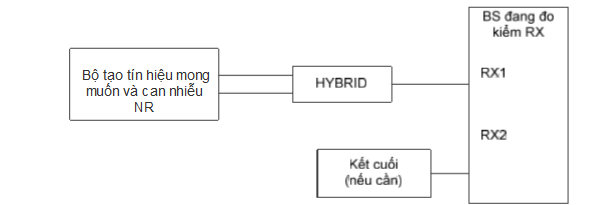 BS đang đo
kiểm RX
Bộ tạo tín hiệu mong
muốn và can nhiễu
NR
HYBRID
RX1
RX2
Kết cuối
(nếu cần)